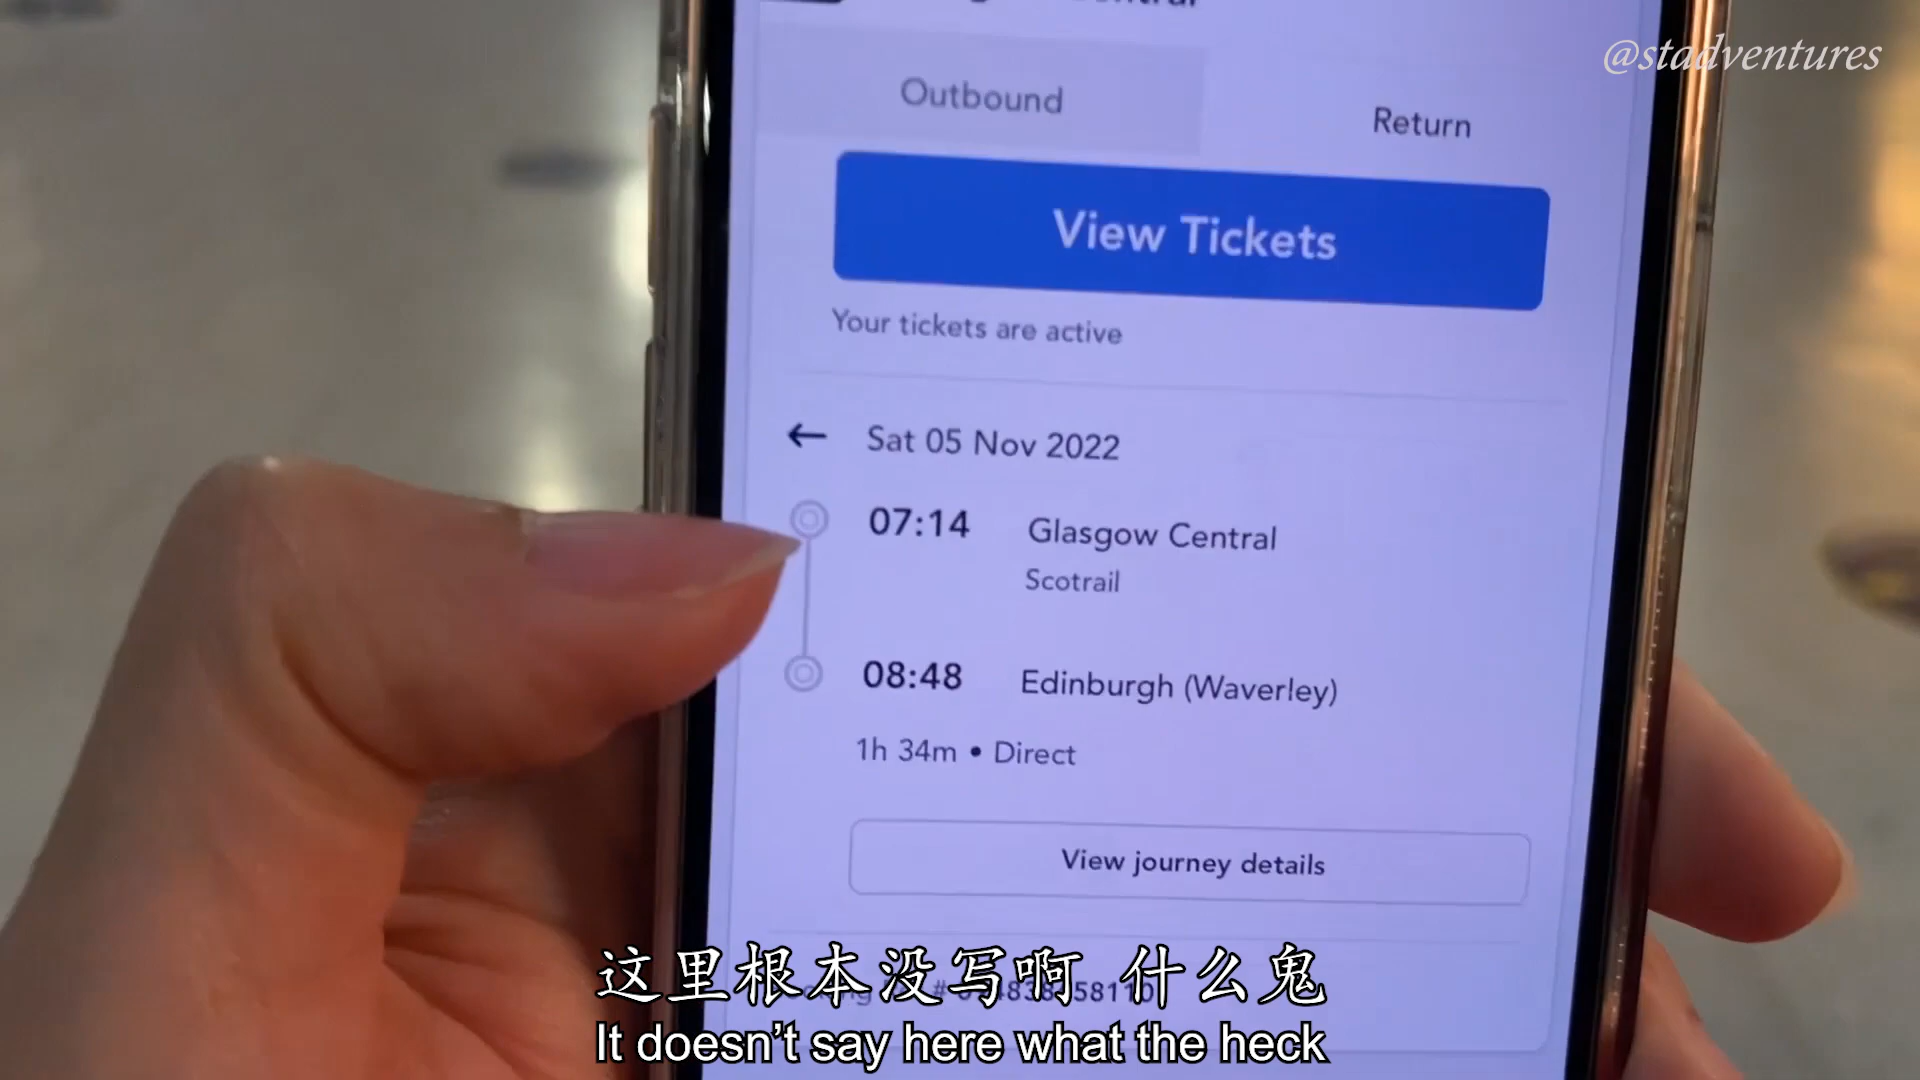 @stadventures
Outbound
Return
View Tickets
Your tickets are active
Sat 05 Nov 2022
07:14 Glasgow Central
Scotrail
08:48 Edinburgh (Waverley)
1h 34m • Direct
View journey details
这里根本没写啊 什么鬼
It doesn't say here what the heck